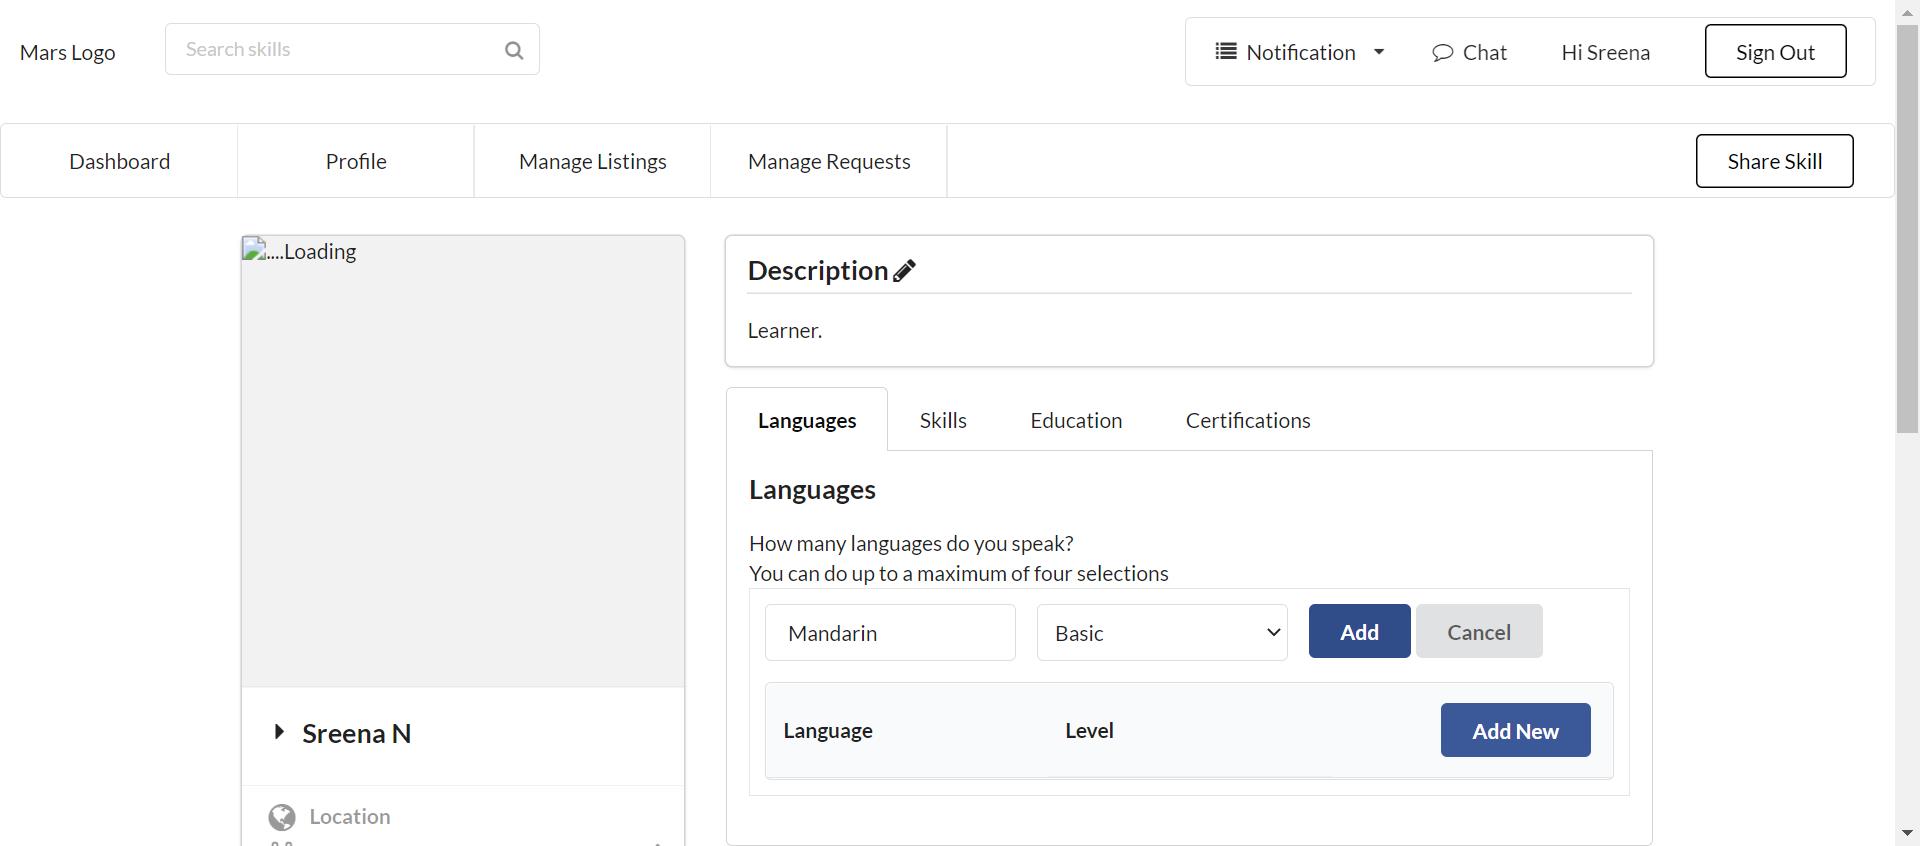 Mars Logo
Search skills
Notification
Chat
Hi Sreena
Sign Out
Dashboard
Profile
Manage Listings
Manage Requests
Share Skill
....Loading
Sreena N
Location
Description
Learner.
Languages
Skills
Education
Certifications
Languages
How many languages do you speak?
You can do up to a maximum of four selections
Mandarin
Basic
Add
Cancel
Language
Level
Add New